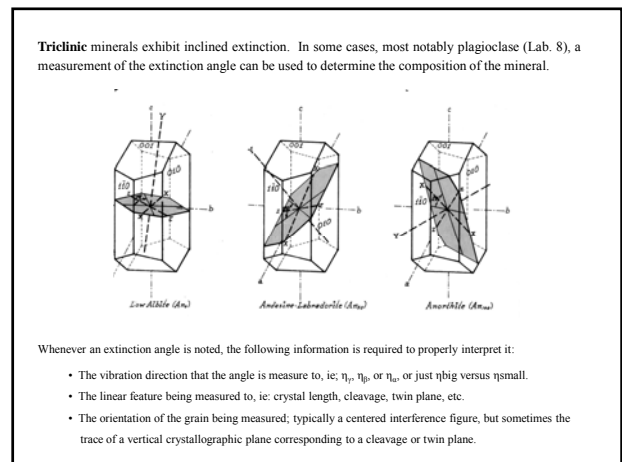 Triclinic minerals exhibit inclined extinction. In some cases, most notably plagioclase (Lab. 8), a
measurement of the extinction angle can be used to determine the composition of the mineral.
c
Y
001
010
110
X
b
Low Albite
c
001
110
010
b
a
Andesine-Labradorite
c
001
010
110
X
b
Y
a
Anorthite
Whenever an extinction angle is noted, the following information is required to properly interpret it:
• The vibration direction that the angle is measure to, ie; ηγ, ηβ, or ηα, or just ηbig versus ηsmall.
• The linear feature being measured to, ie: crystal length, cleavage, twin plane, etc.
• The orientation of the grain being measured; typically a centered interference figure, but sometimes the
trace of a vertical crystallographic plane corresponding to a cleavage or twin plane.